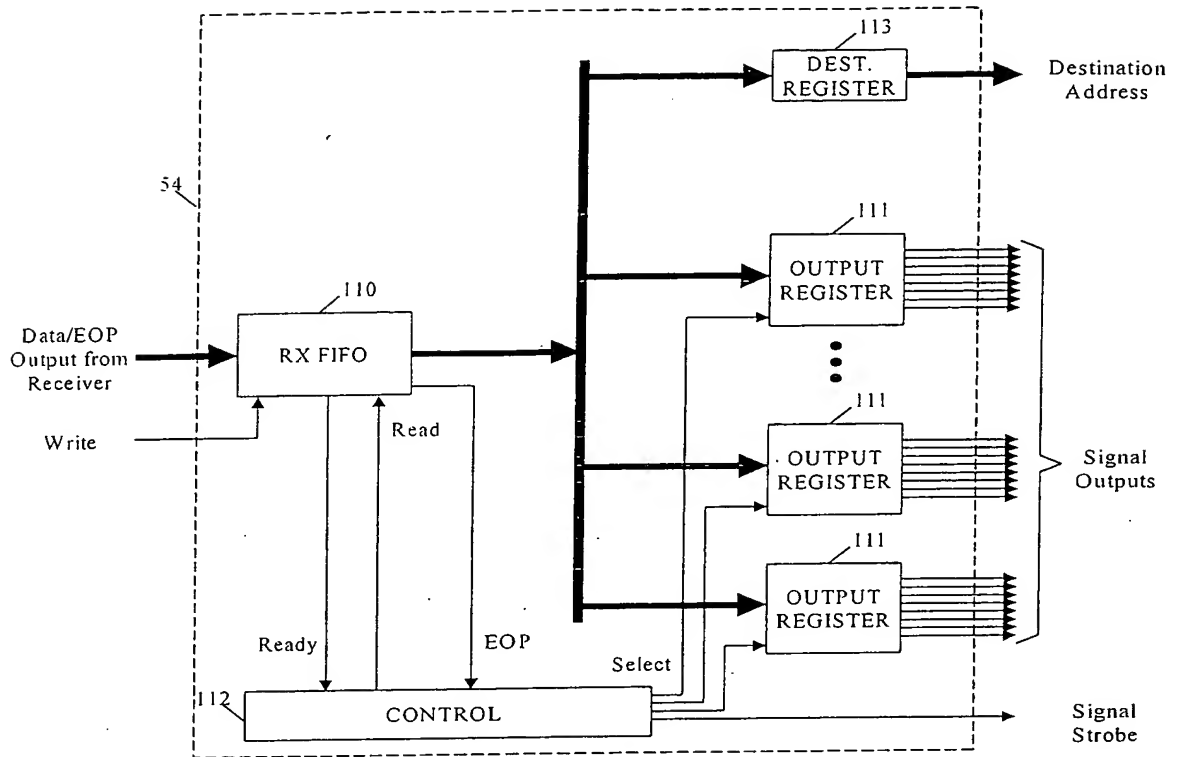 113
DEST.
REGISTER
Destination
Address
54
111
OUTPUT
REGISTER
110
Data/EOP
Output from
Receiver
RX FIFO
Write
Read
111
OUTPUT
REGISTER
Signal
Outputs
111
OUTPUT
REGISTER
Ready
EOP
Select
112
CONTROL
Signal
Strobe